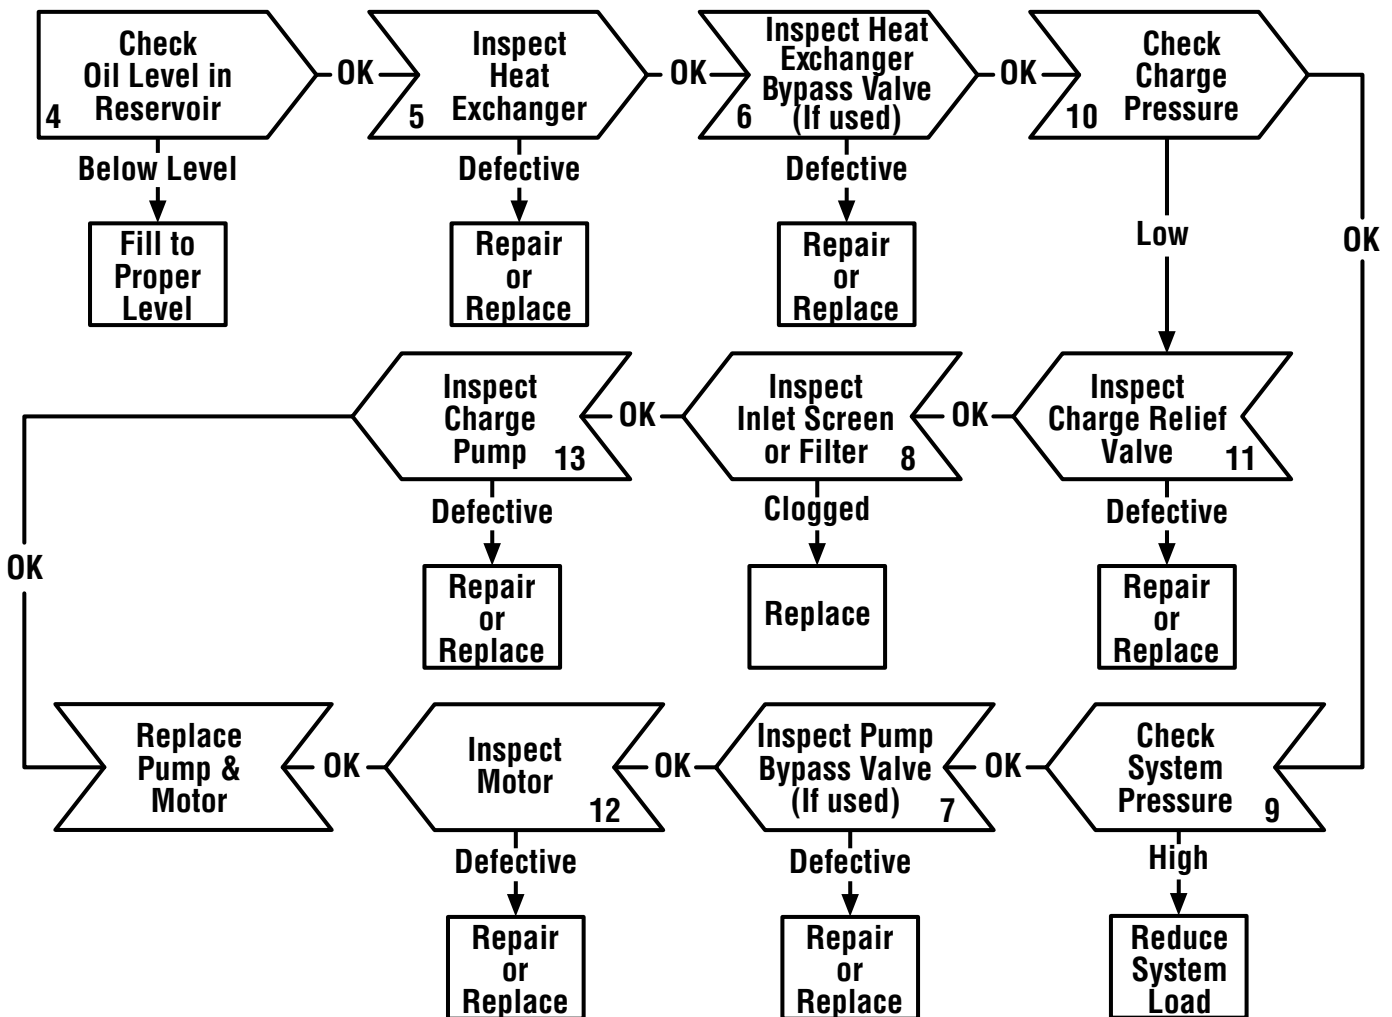 Check
Oil Level in
Reservoir
4
OK
Inspect
Heat
Exchanger
5
OK
Inspect Heat
Exchanger
Bypass Valve
(If used)
6
OK
Check
Charge
Pressure
10
Below Level
Defective
Defective
Low
OK
Fill to
Proper
Level
Repair
or
Replace
Repair
or
Replace
Inspect
Charge
Pump
13
OK
Inspect
Inlet Screen
or Filter
8
OK
Inspect
Charge Relief
Valve
11
Defective
Clogged
Defective
OK
Repair
or
Replace
Replace
Repair
or
Replace
Replace
Pump &
Motor
OK
Inspect
Motor
12
OK
Inspect Pump
Bypass Valve
(If used)
7
OK
Check
System
Pressure
9
Defective
Defective
High
Repair
or
Replace
Repair
or
Replace
Reduce
System
Load